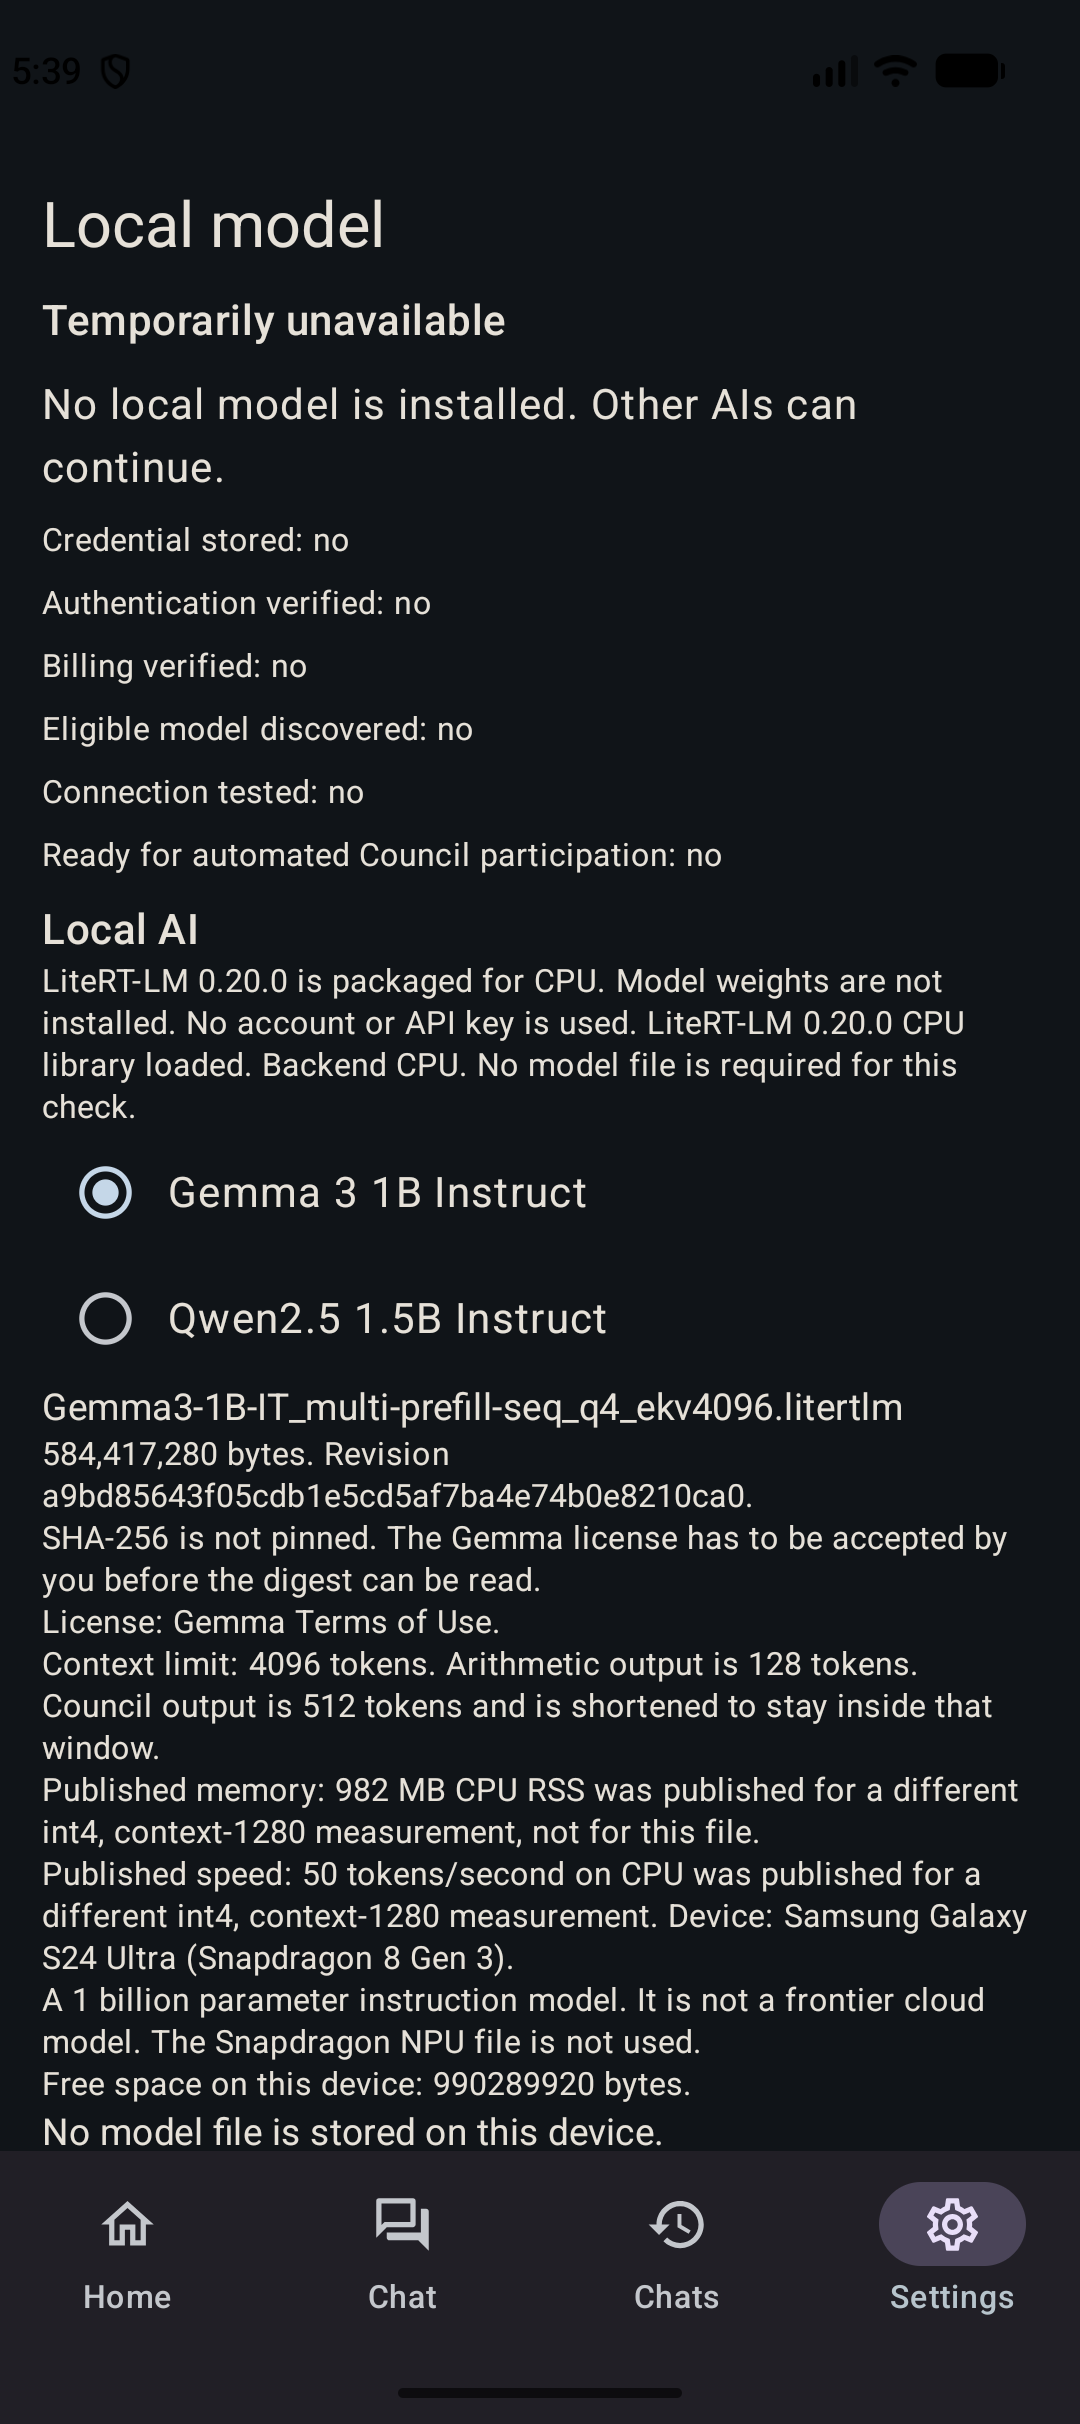 5:39
Local model
Temporarily unavailable
No local model is installed. Other AIs can
continue.
Credential stored: no
Authentication verified: no
Billing verified: no
Eligible model discovered: no
Connection tested: no
Ready for automated Council participation: no
Local AI
LiteRT-LM 0.20.0 is packaged for CPU. Model weights are not
installed. No account or API key is used. LiteRT-LM 0.20.0 CPU
library loaded. Backend CPU. No model file is required for this
check.
Gemma 3 1B Instruct
Qwen2.5 1.5B Instruct
Gemma3-1B-IT_multi-prefill-seq_q4_ekv4096.litertlm
584,417,280 bytes. Revision
a9bd85643f05cdb1e5cd5af7ba4e74b0e8210ca0.
SHA-256 is not pinned. The Gemma license has to be accepted by
you before the digest can be read.
License: Gemma Terms of Use.
Context limit: 4096 tokens. Arithmetic output is 128 tokens.
Council output is 512 tokens and is shortened to stay inside that
window.
Published memory: 982 MB CPU RSS was published for a different
int4, context-1280 measurement, not for this file.
Published speed: 50 tokens/second on CPU was published for a
different int4, context-1280 measurement. Device: Samsung Galaxy
S24 Ultra (Snapdragon 8 Gen 3).
A 1 billion parameter instruction model. It is not a frontier cloud
model. The Snapdragon NPU file is not used.
Free space on this device: 990289920 bytes.
No model file is stored on this device.
Home
Chat
Chats
Settings